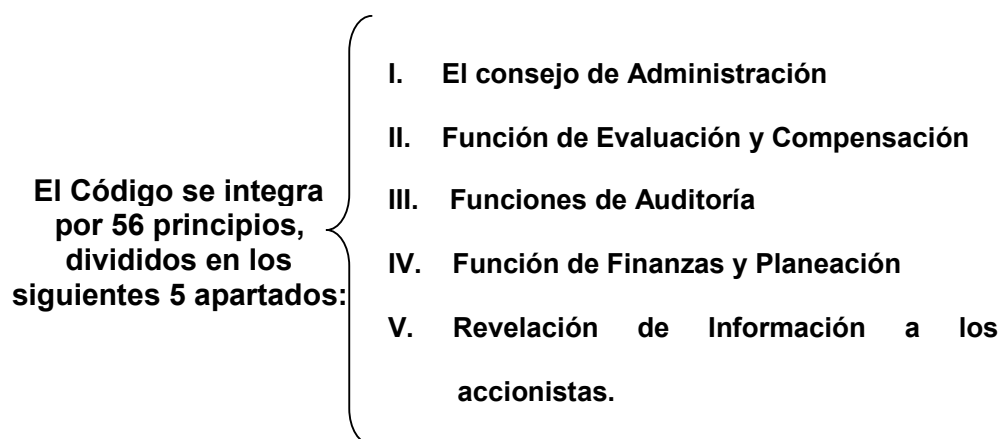 El Código se integra
por 56 principios,
divididos en los
siguientes 5 apartados:
I. El consejo de Administración
II. Función de Evaluación y Compensación
III. Funciones de Auditoría
IV. Función de Finanzas y Planeación
V. Revelación de Información a los
accionistas.